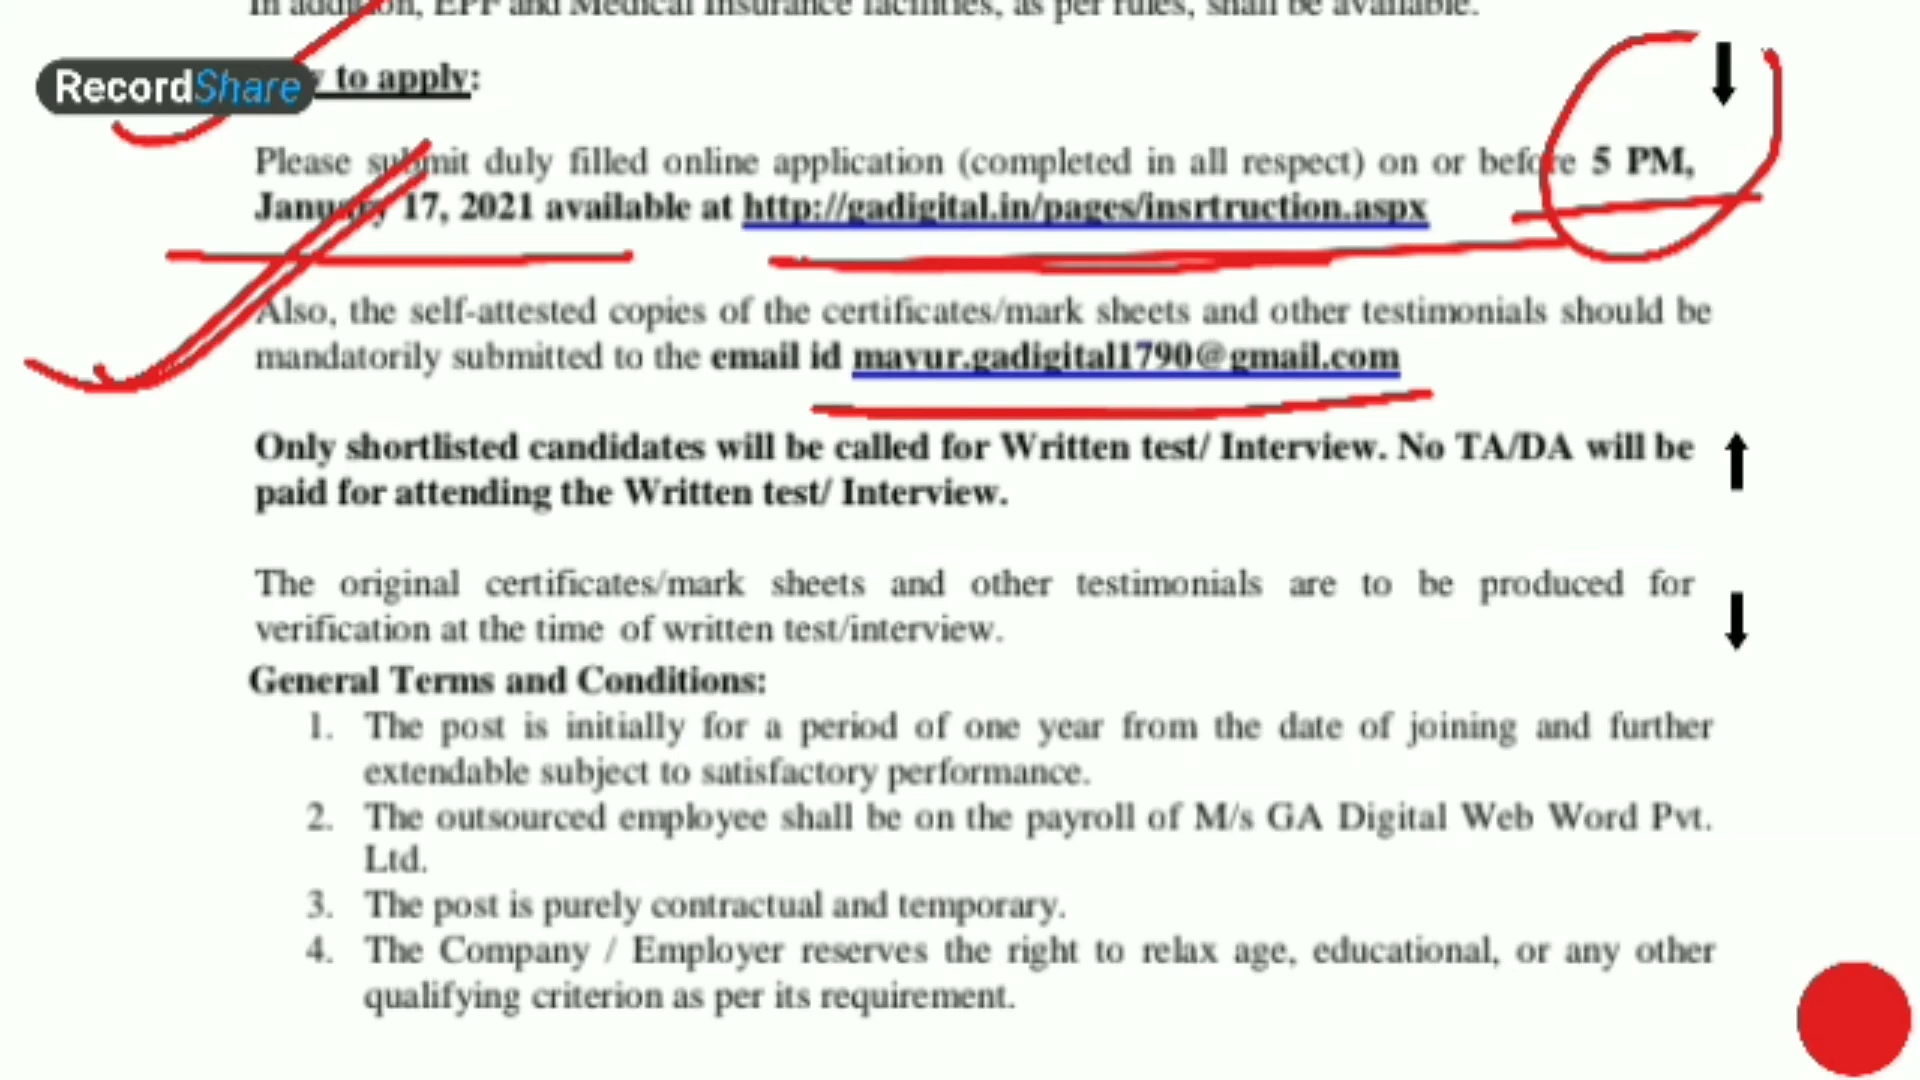 In addition, EPF and Medical Insurance facilities, as per rules, shall be available.
RecordShare
to apply:
Please submit duly filled online application (completed in all respect) on or before 5 PM,
January 17, 2021 available at http://gadigital.in/pages/insrtruction.aspx
Also, the self-attested copies of the certificates/mark sheets and other testimonials should be
mandatorily submitted to the email id mayur.gadigital1790@gmail.com
Only shortlisted candidates will be called for Written test/ Interview. No TA/DA will be
paid for attending the Written test/ Interview.
The original certificates/mark sheets and other testimonials are to be produced for
verification at the time of written test/interview.
General Terms and Conditions:
1. The post is initially for a period of one year from the date of joining and further
extendable subject to satisfactory performance.
2. The outsourced employee shall be on the payroll of M/s GA Digital Web Word Pvt.
Ltd.
3. The post is purely contractual and temporary.
4. The Company / Employer reserves the right to relax age, educational, or any other
qualifying criterion as per its requirement.